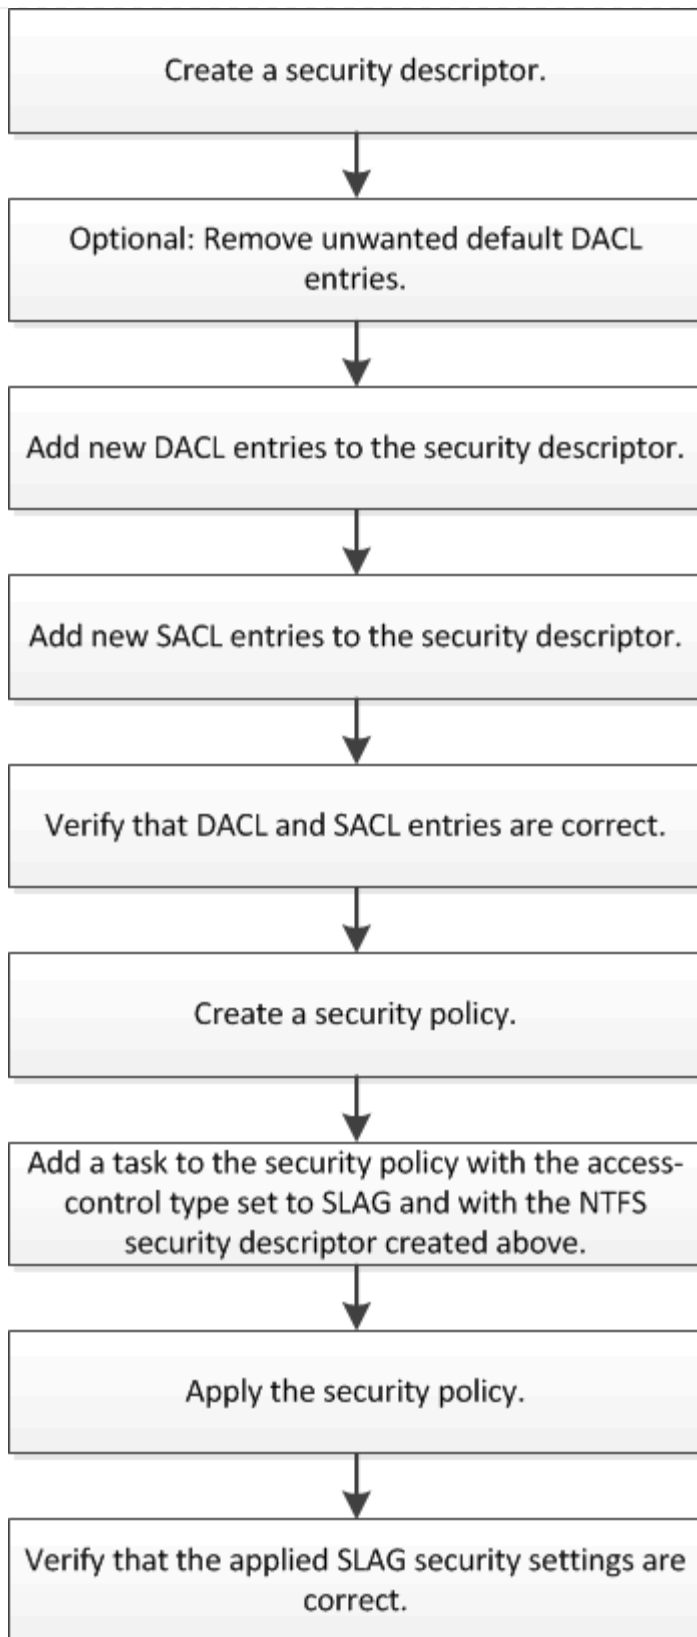 Create a security descriptor.
Optional: Remove unwanted default DACL
entries.
Add new DACL entries to the security descriptor.
Add new SACL entries to the security descriptor.
Verify that DACL and SACL entries are correct.
Create a security policy.
Add a task to the security policy with the access-
control type set to SLAG and with the NTFS
security descriptor created above.
Apply the security policy.
Verify that the applied SLAG security settings are
correct.